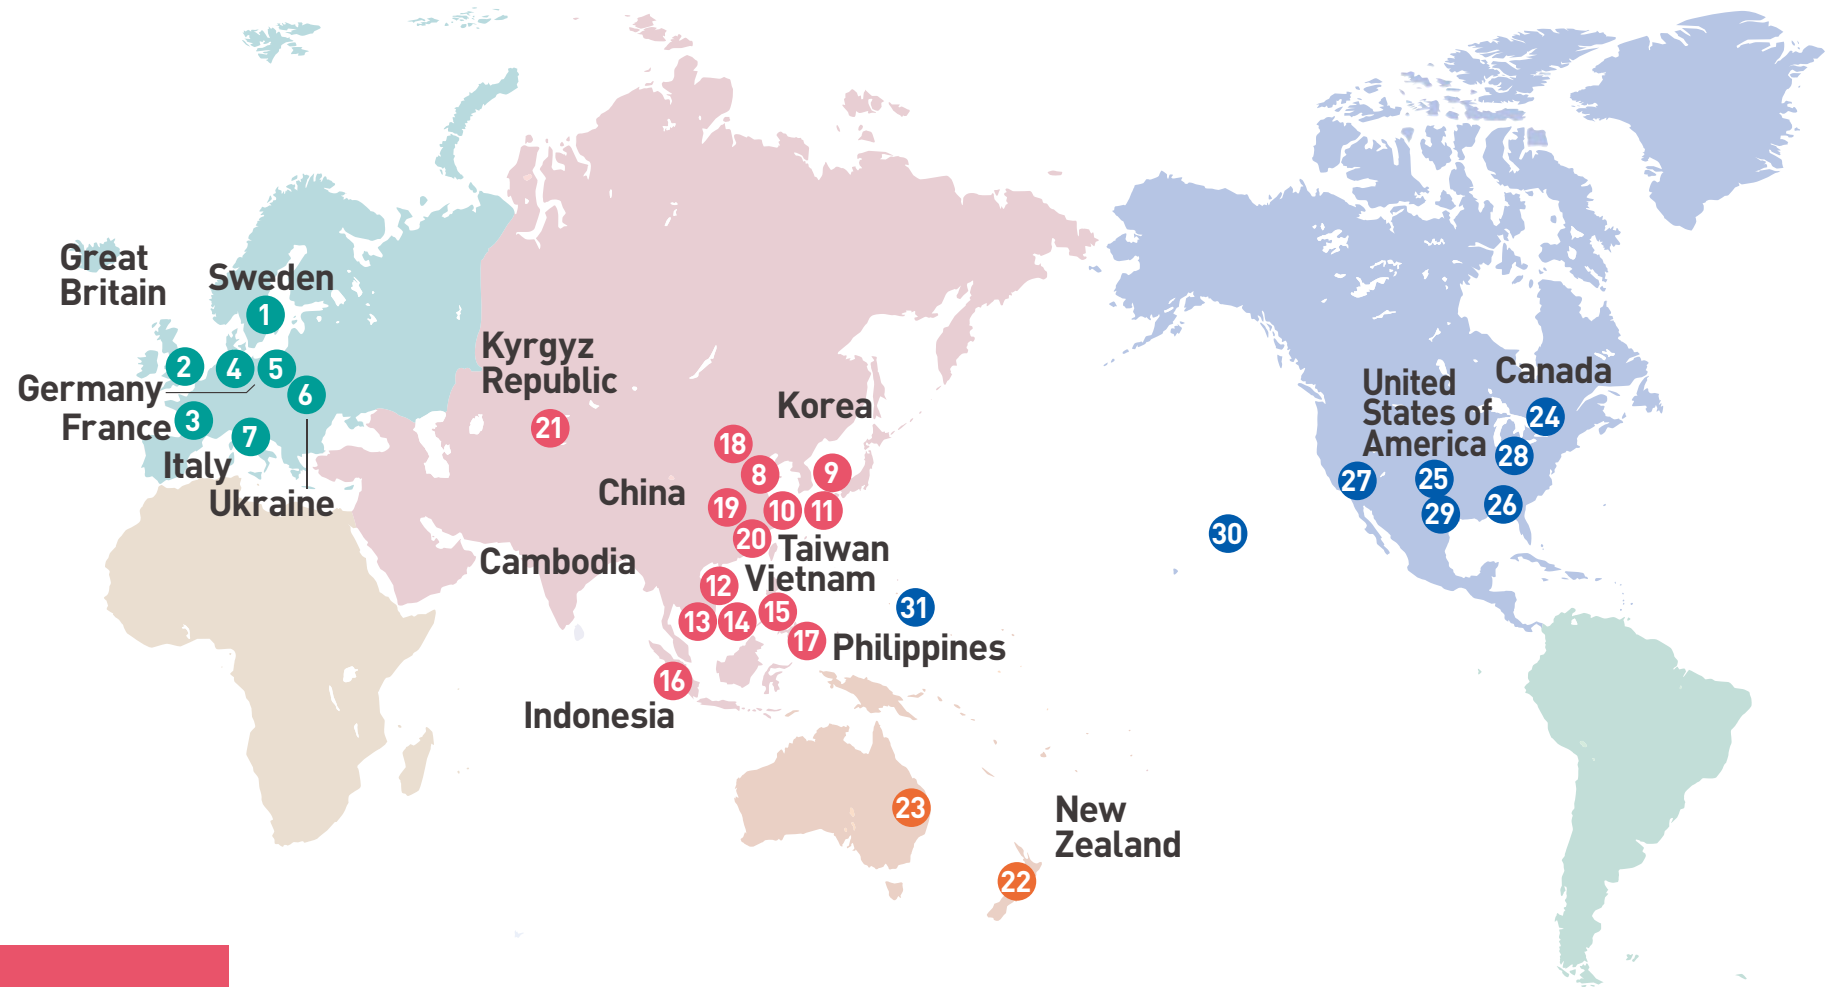 Great
Britain
Sweden
1
2
4
5
Germany
6
France
3
7
Italy
Ukraine
Kyrgyz
Republic
21
Korea
18
8
9
China
19
10
11
20
Taiwan
Cambodia
Vietnam
12
13
14
15
17
Philippines
31
16
Indonesia
30
23
New
Zealand
22
United
States of
America
Canada
24
28
27
25
29
26